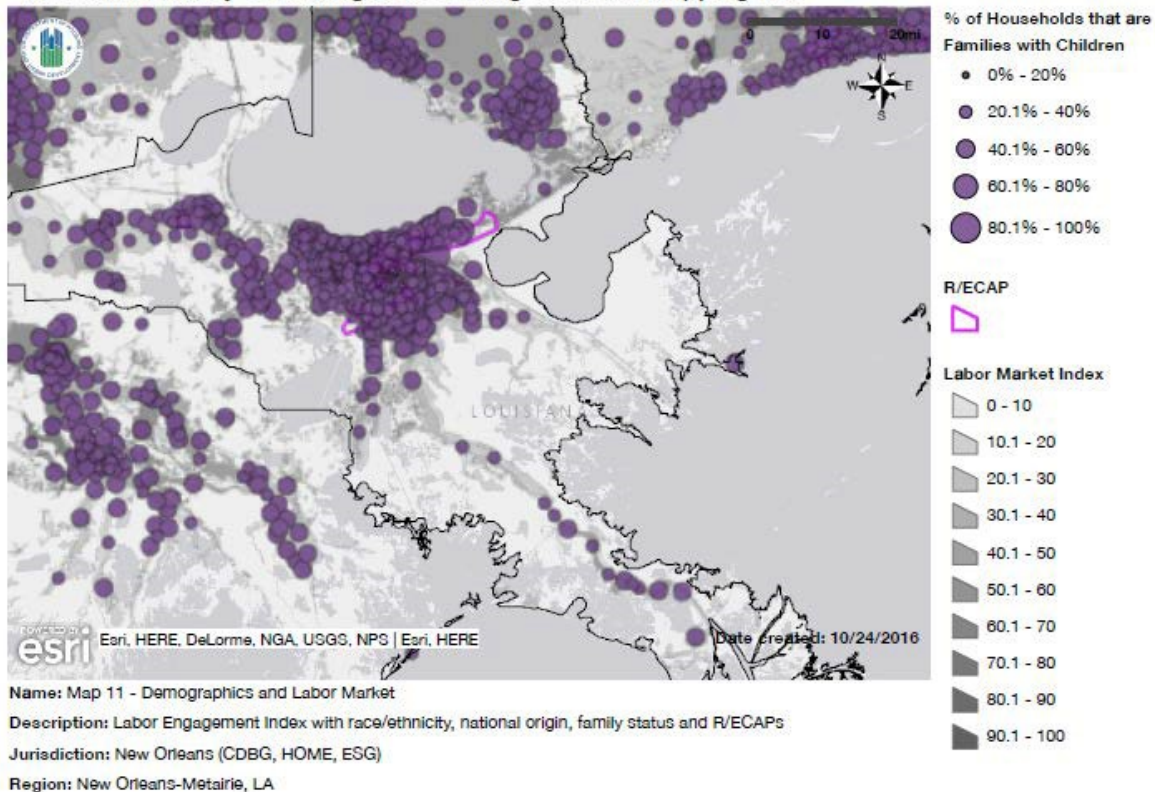 % of Households that are
Families with Children
0% - 20%
20.1% - 40%
40.1% - 60%
60.1% - 80%
80.1% - 100%
R/ECAP
Labor Market Index
0 - 10
10.1 - 20
20.1 - 30
30.1 - 40
40.1 - 50
50.1 - 60
60.1 - 70
70.1 - 80
80.1 - 90
90.1 - 100
0 10 20mi
N
W E
S
LOUISIAN
POWERED BY
esri
Esri, HERE, DeLorme, NGA, USGS, NPS | Esri, HERE
Date created: 10/24/2016
Name: Map 11 - Demographics and Labor Market
Description: Labor Engagement Index with race/ethnicity, national origin, family status and R/ECAPs
Jurisdiction: New Orleans (CDBG, HOME, ESG)
Region: New Orleans-Metairie, LA